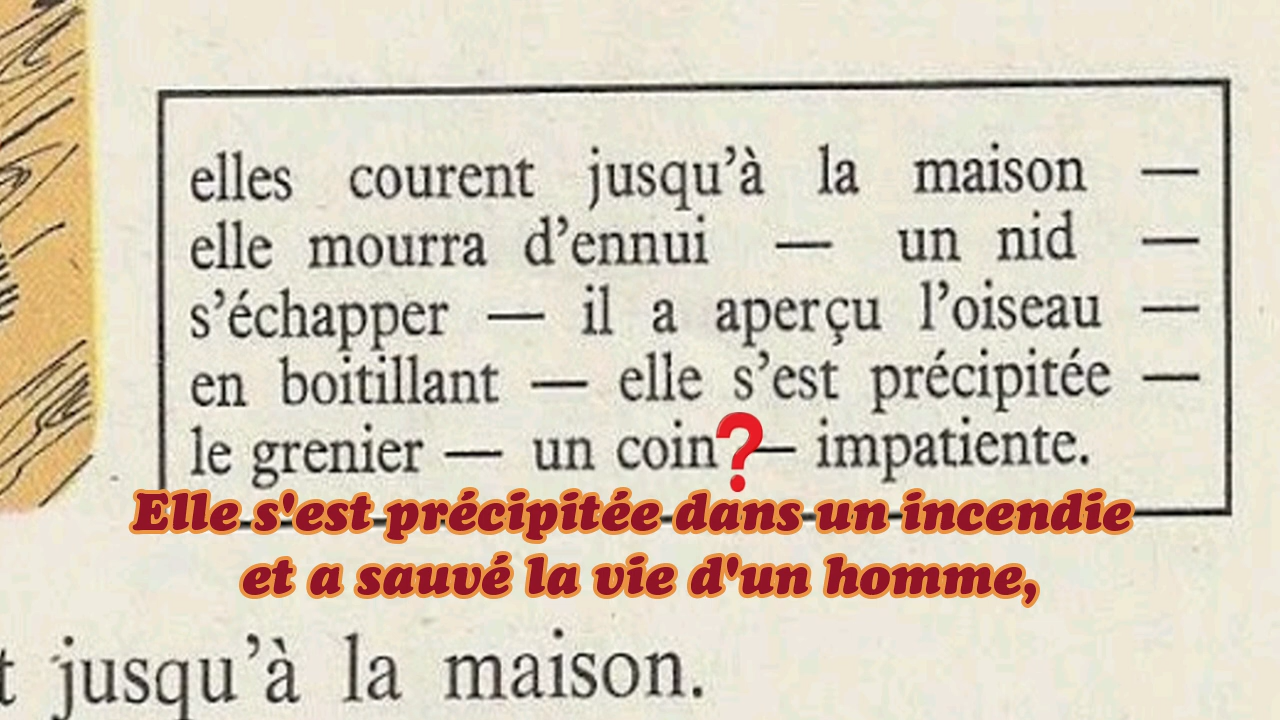 elles courent jusqu'à la maison —
elle mourra d'ennui — un nid —
s'échapper — il a aperçu l'oiseau —
en boitillant — elle s'est précipitée —
le grenier — un coin❓— impatiente.
Elle s'est précipitée dans un incendie
et a sauvé la vie d'un homme,
t jusqu'à la maison.